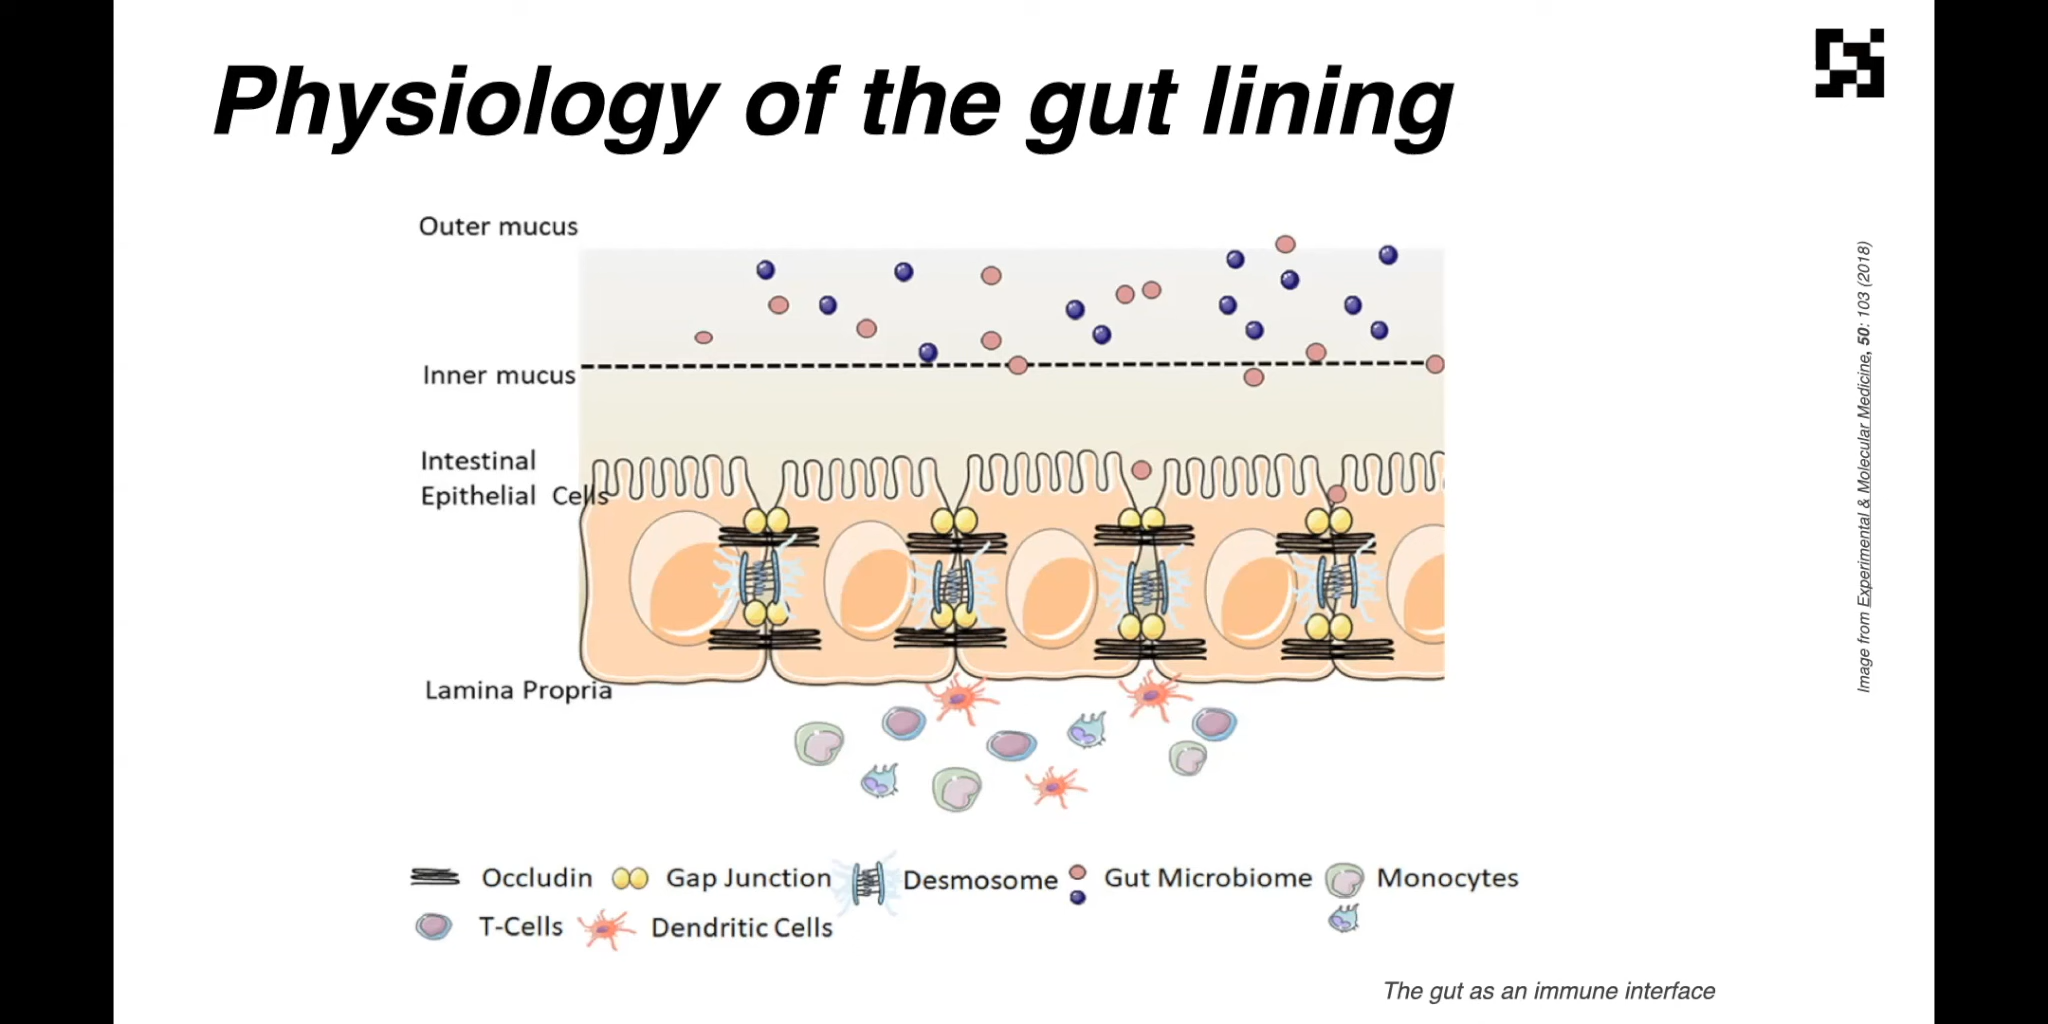 Physiology of the gut lining
Outer mucus
Inner mucus
Intestinal
Epithelial Cells
Lamina Propria
Occludin Gap Junction Desmosome Gut Microbiome Monocytes
T-Cells Dendritic Cells
Image from Experimental & Molecular Medicine, 50: 103 (2018)
The gut as an immune interface